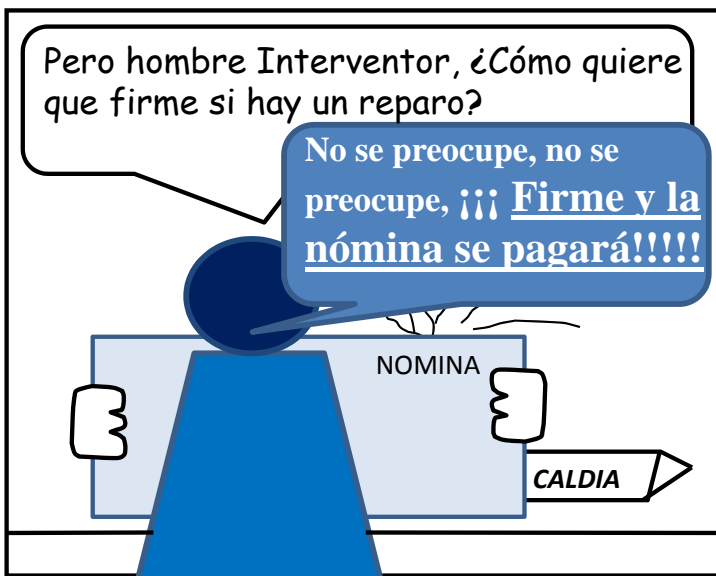 Pero hombre Interventor, ¿Cómo quiere
que firme si hay un reparo?
No se preocupe, no se
preocupe, ¡¡¡ Firme y la
nómina se pagará!!!!!
NOMINA
CALDIA